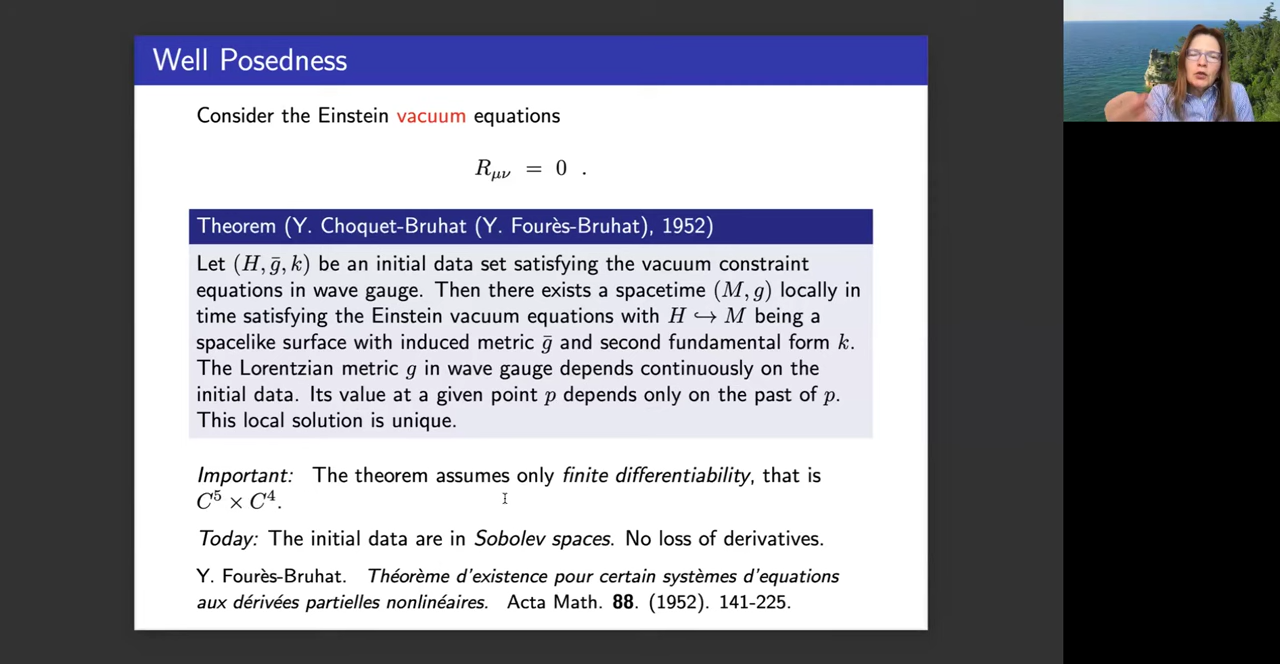 Well Posedness
Consider the Einstein vacuum equations
R_{μν} = 0 .
Theorem (Y. Choquet-Bruhat (Y. Fourès-Bruhat), 1952)
Let (H, ḡ, k) be an initial data set satisfying the vacuum constraint
equations in wave gauge. Then there exists a spacetime (M, g) locally in
time satisfying the Einstein vacuum equations with H ↪ M being a
spacelike surface with induced metric ḡ and second fundamental form k.
The Lorentzian metric g in wave gauge depends continuously on the
initial data. Its value at a given point p depends only on the past of p.
This local solution is unique.
Important: The theorem assumes only finite differentiability, that is
C⁵ × C⁴.
Today: The initial data are in Sobolev spaces. No loss of derivatives.
Y. Fourès-Bruhat. Théorème d'existence pour certain systèmes d'equations
aux dérivées partielles nonlinéaires. Acta Math. 88. (1952). 141-225.